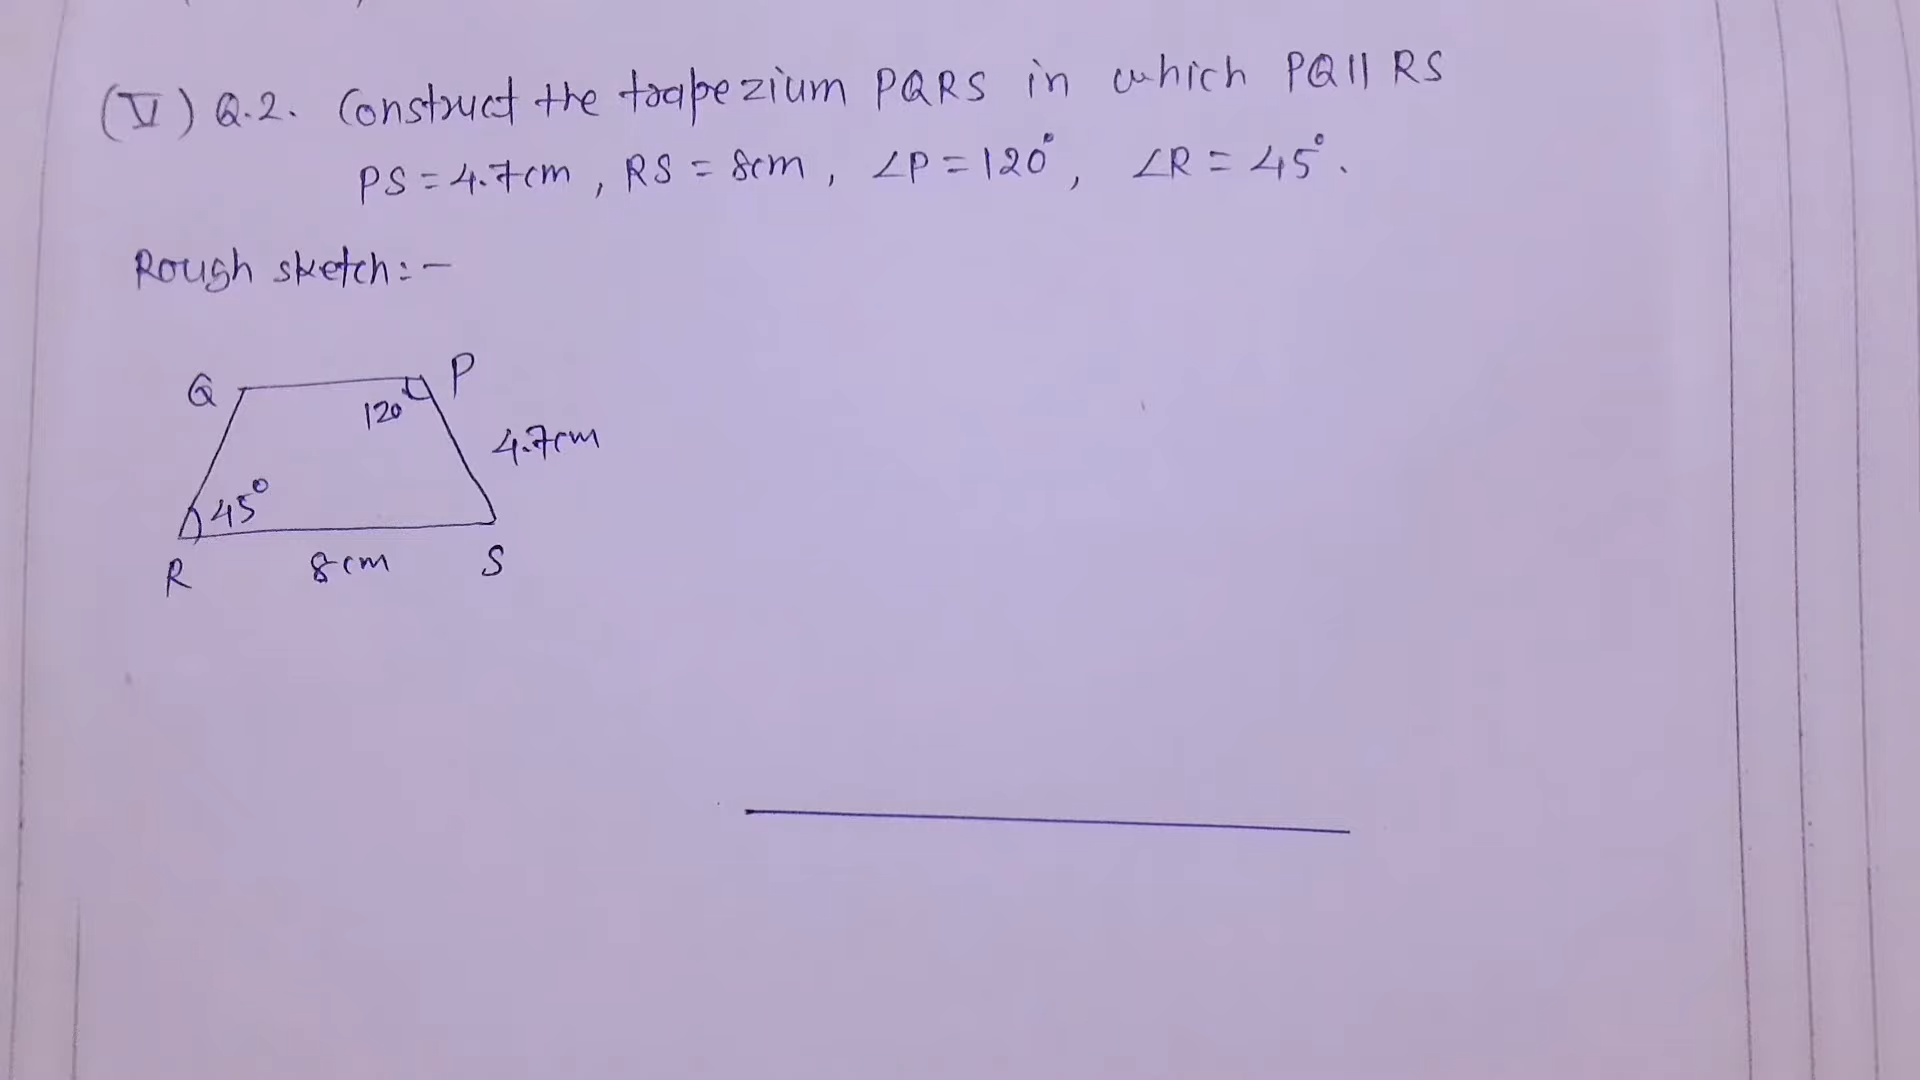 (V) Q.2. Construct the trapezium PQRS in which PQ || RS
PS = 4.7cm, RS = 8cm, ∠P = 120°, ∠R = 45°.
Rough sketch:-
Q P
120
4.7cm
45°
R 8cm S